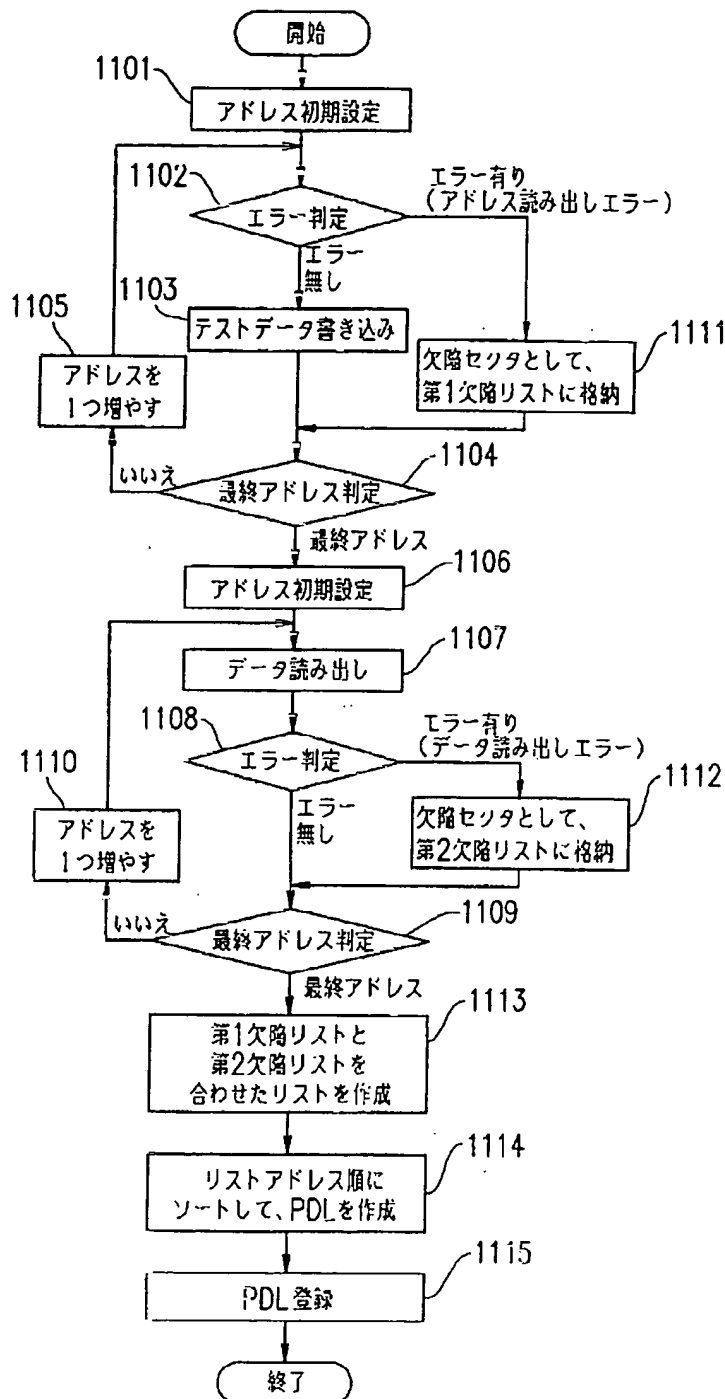 開始
1101
アドレス初期設定
1102
エラー有り
(アドレス読み出しエラー)
エラー判定
エラー
無し
1103
テストデータ書き込み
1105
アドレスを
1つ増やす
1111
欠陥セクタとして、
第1欠陥リストに格納
1104
いいえ
最終アドレス判定
最終アドレス
1106
アドレス初期設定
1107
データ読み出し
1108
エラー有り
(データ読み出しエラー)
エラー判定
エラー
無し
1110
アドレスを
1つ増やす
1112
欠陥セクタとして、
第2欠陥リストに格納
1109
いいえ
最終アドレス判定
最終アドレス
1113
第1欠陥リストと
第2欠陥リストを
合わせたリストを作成
1114
リストアドレス順に
ソートして、PDLを作成
1115
PDL登録
終了